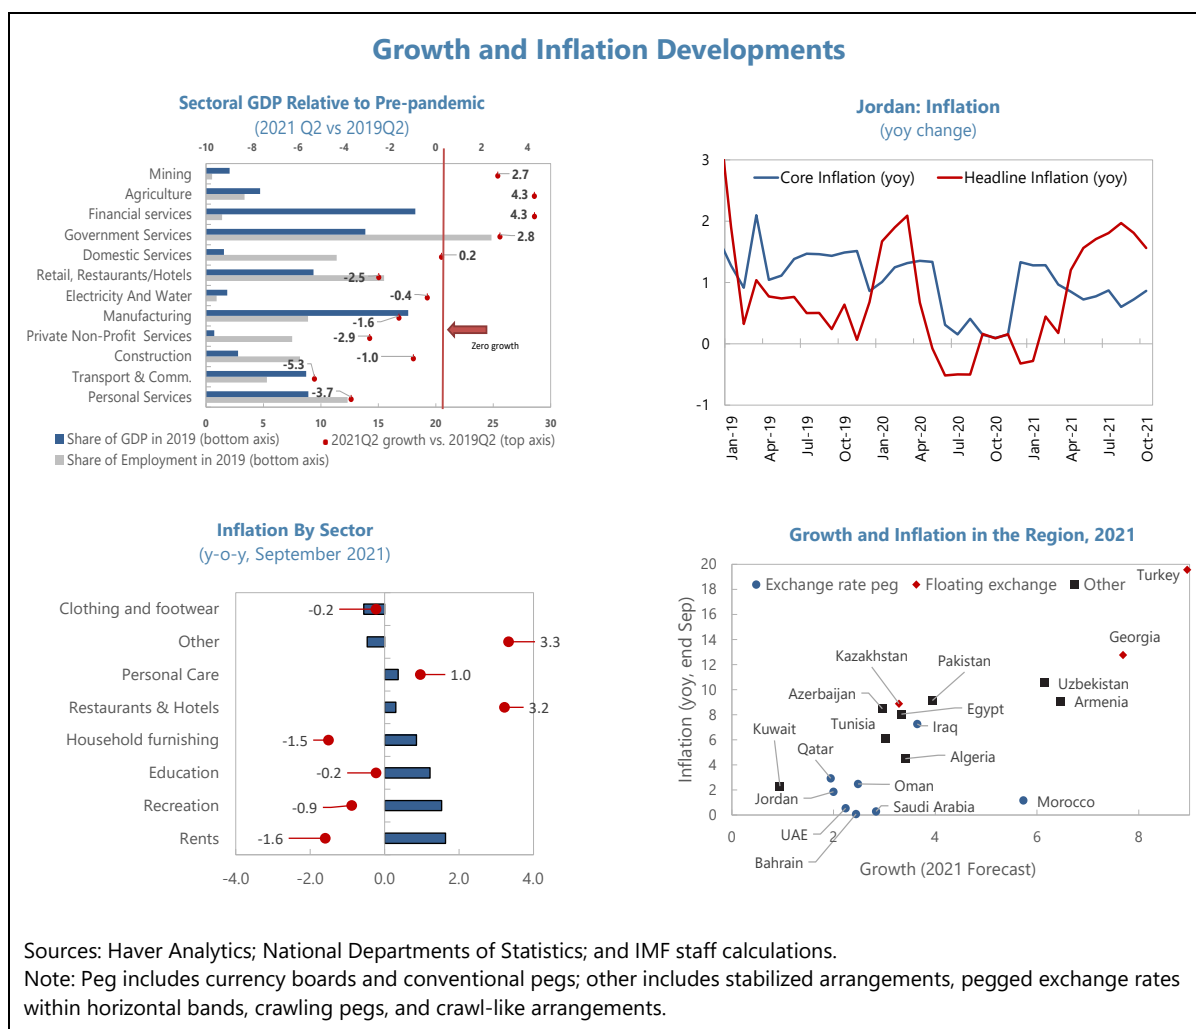 Growth and Inflation Developments
Sectoral GDP Relative to Pre-pandemic
(2021 Q2 vs 2019Q2)
-10 -8 -6 -4 -2 0 2 4
Mining 2.7
Agriculture 4.3
Financial services 4.3
Government Services 2.8
Domestic Services 0.2
Retail, Restaurants/Hotels -2.5
Electricity And Water -0.4
Manufacturing -1.6
Private Non-Profit Services -2.9
Zero growth
Construction -1.0
Transport & Comm. -5.3
Personal Services -3.7
0 5 10 15 20 25 30
Share of GDP in 2019 (bottom axis) 2021Q2 growth vs. 2019Q2 (top axis)
Share of Employment in 2019 (bottom axis)
Jordan: Inflation
(yoy change)
Core Inflation (yoy) Headline Inflation (yoy)
3
2
1
0
-1
Jan-19 Apr-19 Jul-19 Oct-19 Jan-20 Apr-20 Jul-20 Oct-20 Jan-21 Apr-21 Jul-21 Oct-21
Inflation By Sector
(y-o-y, September 2021)
Clothing and footwear -0.2
Other 3.3
Personal Care 1.0
Restaurants & Hotels 3.2
Household furnishing -1.5
Education -0.2
Recreation -0.9
Rents -1.6
-4.0 -2.0 0.0 2.0 4.0
Growth and Inflation in the Region, 2021
Exchange rate peg Floating exchange Other
Inflation (yoy, end Sep)
20
18
16
14
12
10
8
6
4
2
0
Turkey
Georgia
Kazakhstan
Pakistan
Uzbekistan
Azerbaijan
Armenia
Egypt
Tunisia
Iraq
Kuwait
Qatar
Algeria
Oman
Jordan
Saudi Arabia
Morocco
UAE
Bahrain
0 2 4 6 8
Growth (2021 Forecast)
Sources: Haver Analytics; National Departments of Statistics; and IMF staff calculations.
Note: Peg includes currency boards and conventional pegs; other includes stabilized arrangements, pegged exchange rates
within horizontal bands, crawling pegs, and crawl-like arrangements.